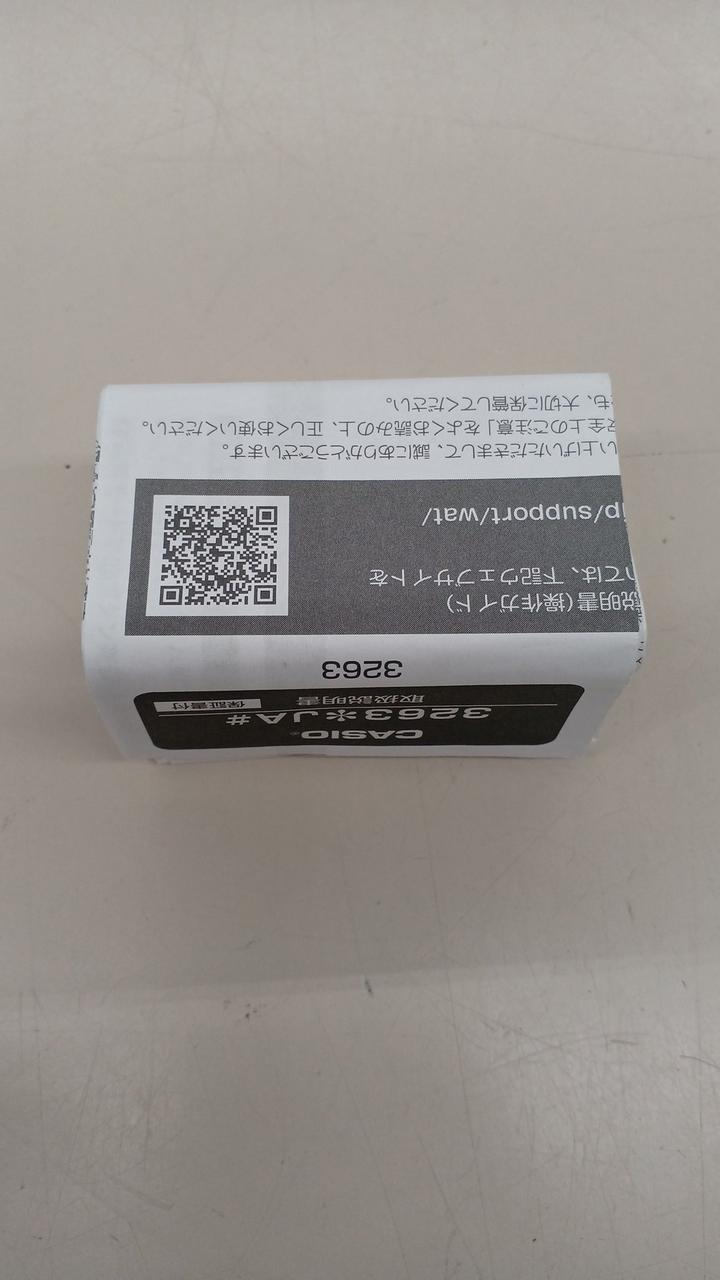 CASIO®
3263※JA#
取扱説明書
保証書付
3263
説明書(操作ガイド)
ては、下記ウェブサイトを
jp/support/wat/
い上げいただきまして、誠にありがとうございます。
安全上のご注意」をよくお読みの上、正しくお使いください。
も、大切に保管してください。